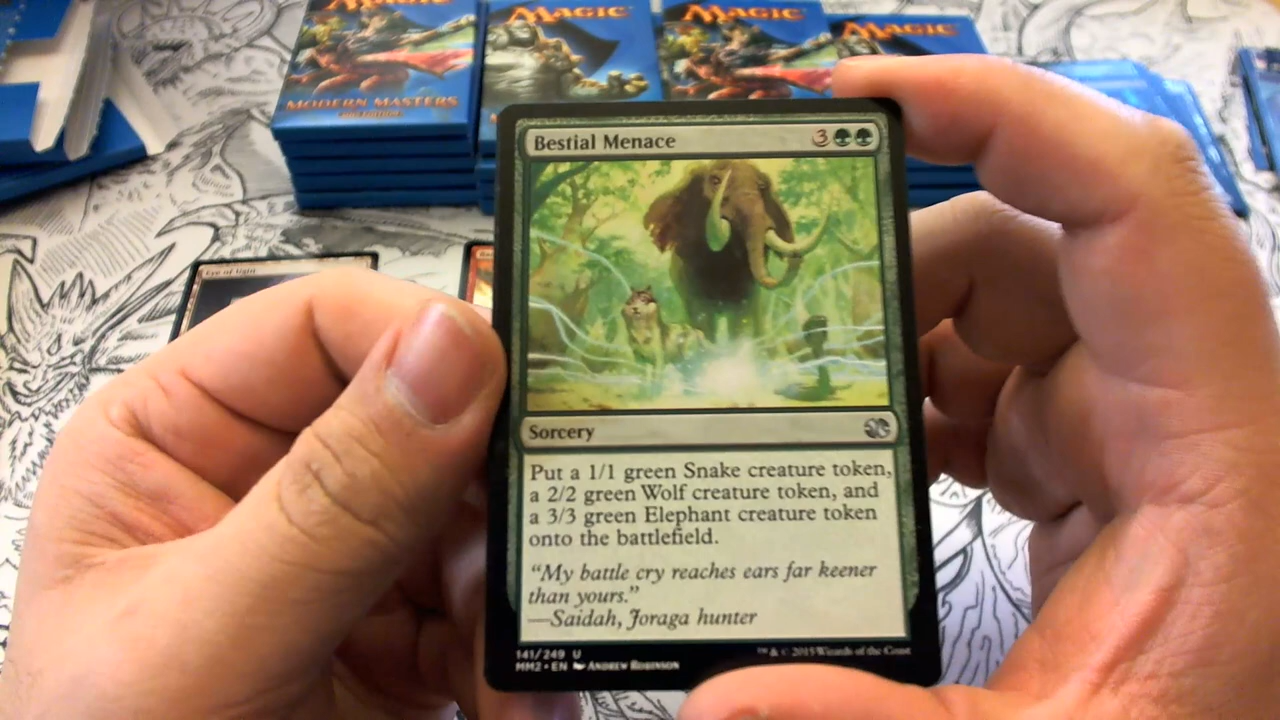 MAGIC
MAGIC
MAGIC
MAGIC
MODERN MASTERS
Bestial Menace
3
Sorcery
Put a 1/1 green Snake creature token,
a 2/2 green Wolf creature token, and
a 3/3 green Elephant creature token
onto the battlefield.
“My battle cry reaches ears far keener
than yours.”
—Saidah, Joraga hunter
141/249 U
MM2 • EN Andrew Robinson
™ & © 2015 Wizards of the Coast